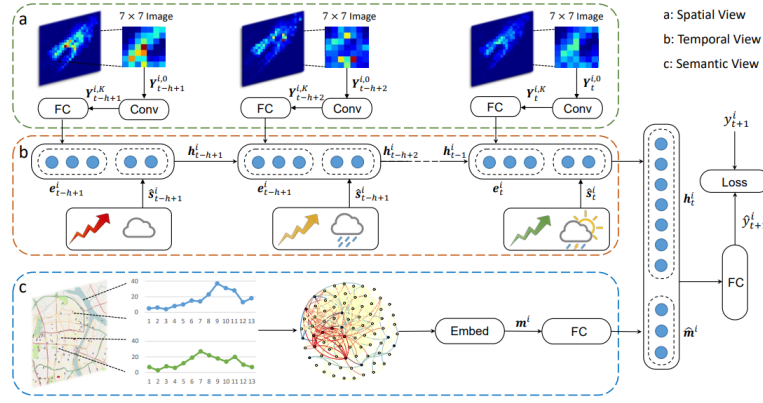 a
7 × 7 Image
7 × 7 Image
7 × 7 Image
a: Spatial View
b: Temporal View
c: Semantic View
Y^{i,K}_{t-h+1}
Y^{i,0}_{t-h+1}
Y^{i,K}_{t-h+2}
Y^{i,0}_{t-h+2}
Y^{i,K}_t
Y^{i,0}_t
FC
Conv
FC
Conv
FC
Conv
b
h^i_{t-h+1}
h^i_{t-h+2}
h^i_{t-1}
e^i_{t-h+1}
ŝ^i_{t-h+1}
e^i_{t-h+1}
ŝ^i_{t-h+1}
e^i_t
ŝ^i_t
h^i_t
y^i_{t+1}
Loss
ŷ^i_{t+1}
FC
m̂^i
c
40
20
0
1 2 3 4 5 6 7 8 9 10 11 12 13
40
20
0
1 2 3 4 5 6 7 8 9 10 11 12 13
Embed
m^i
FC